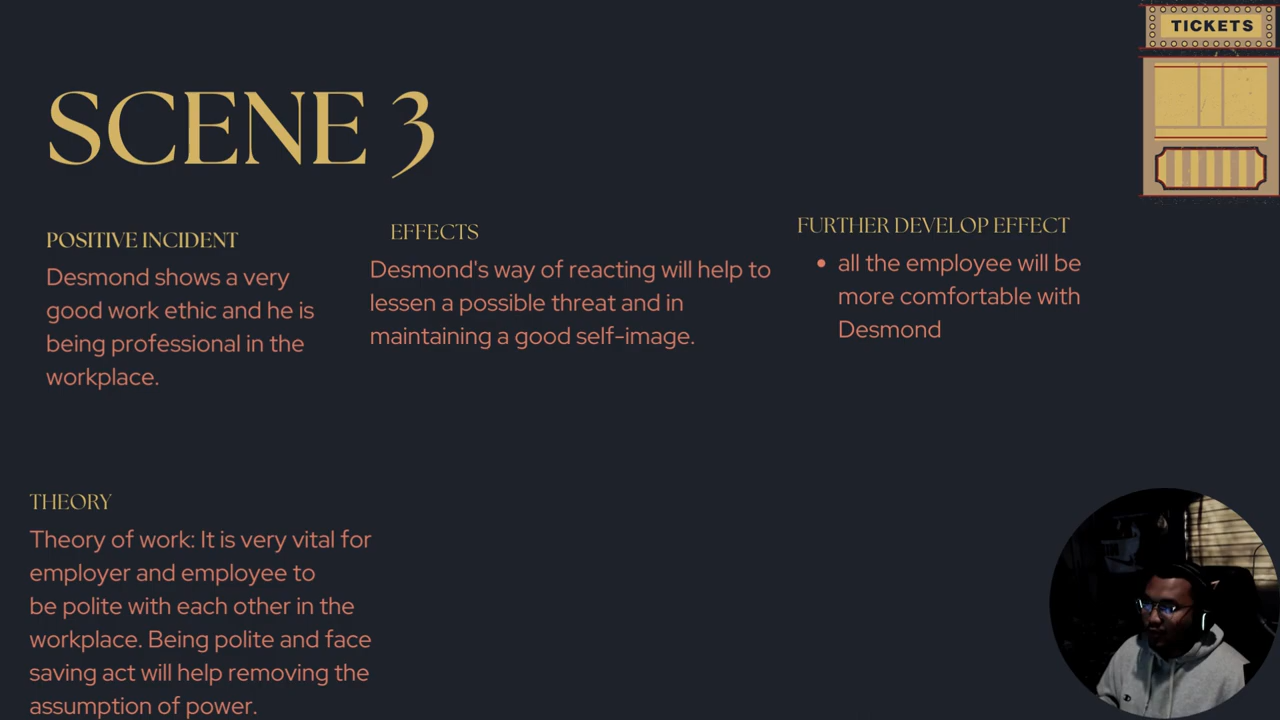 TICKETS
SCENE 3
POSITIVE INCIDENT
Desmond shows a very
good work ethic and he is
being professional in the
workplace.
EFFECTS
Desmond's way of reacting will help to
lessen a possible threat and in
maintaining a good self-image.
FURTHER DEVELOP EFFECT
• all the employee will be
more comfortable with
Desmond
THEORY
Theory of work: It is very vital for
employer and employee to
be polite with each other in the
workplace. Being polite and face
saving act will help removing the
assumption of power.